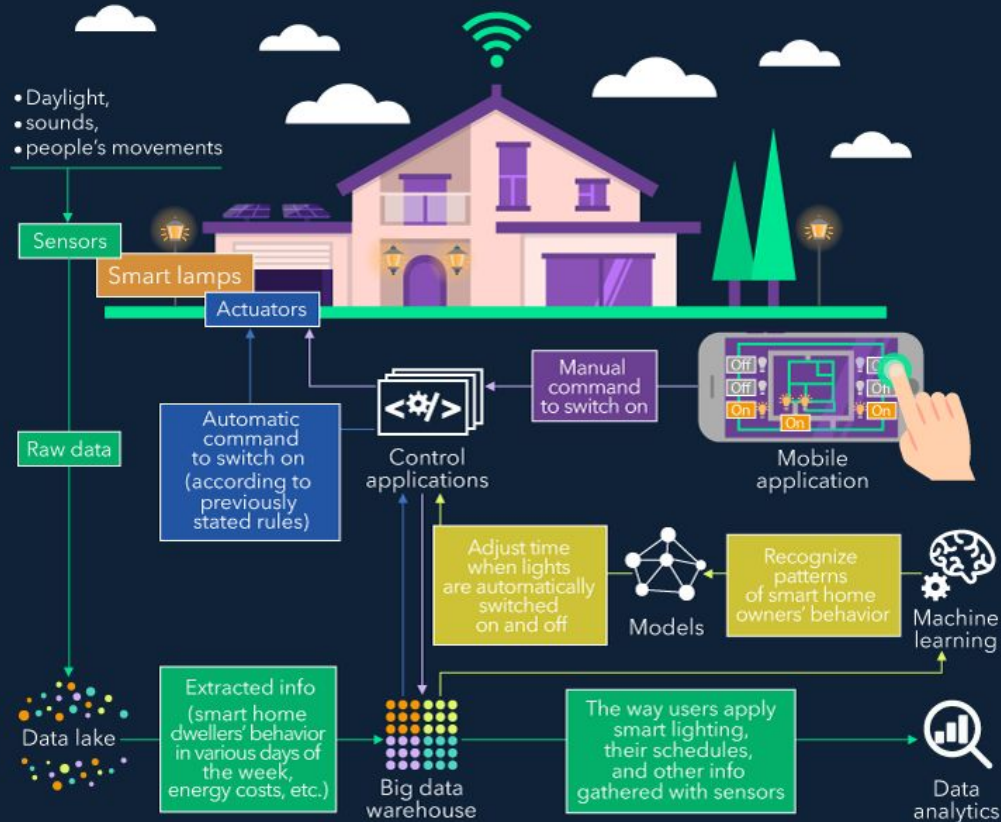 • Daylight,
• sounds,
• people's movements
Sensors
Smart lamps
Actuators
Manual
command
to switch on
Off
Off
On
On
Off
On
Mobile
application
Automatic
command
to switch on
(according to
previously
stated rules)
</>
Control
applications
Raw data
Adjust time
when lights
are automatically
switched
on and off
Models
Recognize
patterns
of smart home
owners' behavior
Machine
learning
Data lake
Extracted info
(smart home
dwellers' behavior
in various days of
the week,
energy costs, etc.)
Big data
warehouse
The way users apply
smart lighting,
their schedules,
and other info
gathered with sensors
Data
analytics